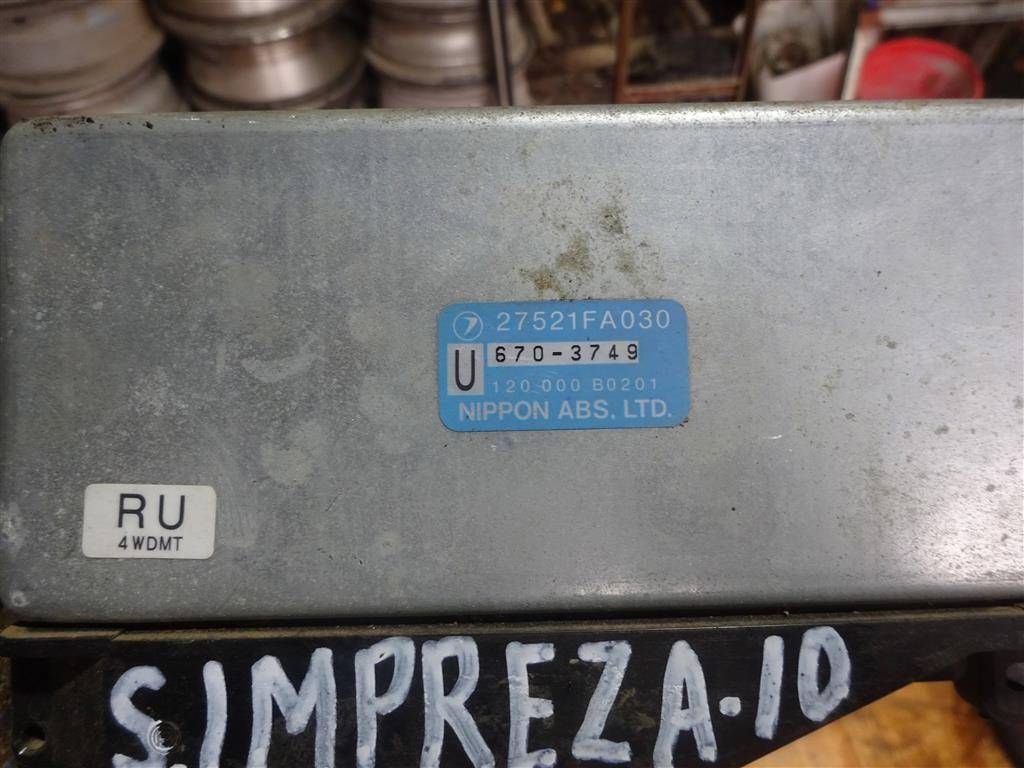 27521FA030
U 670-3749
120 000 B0201
NIPPON ABS, LTD.
RU
4WDMT
S.IMPREZA.10